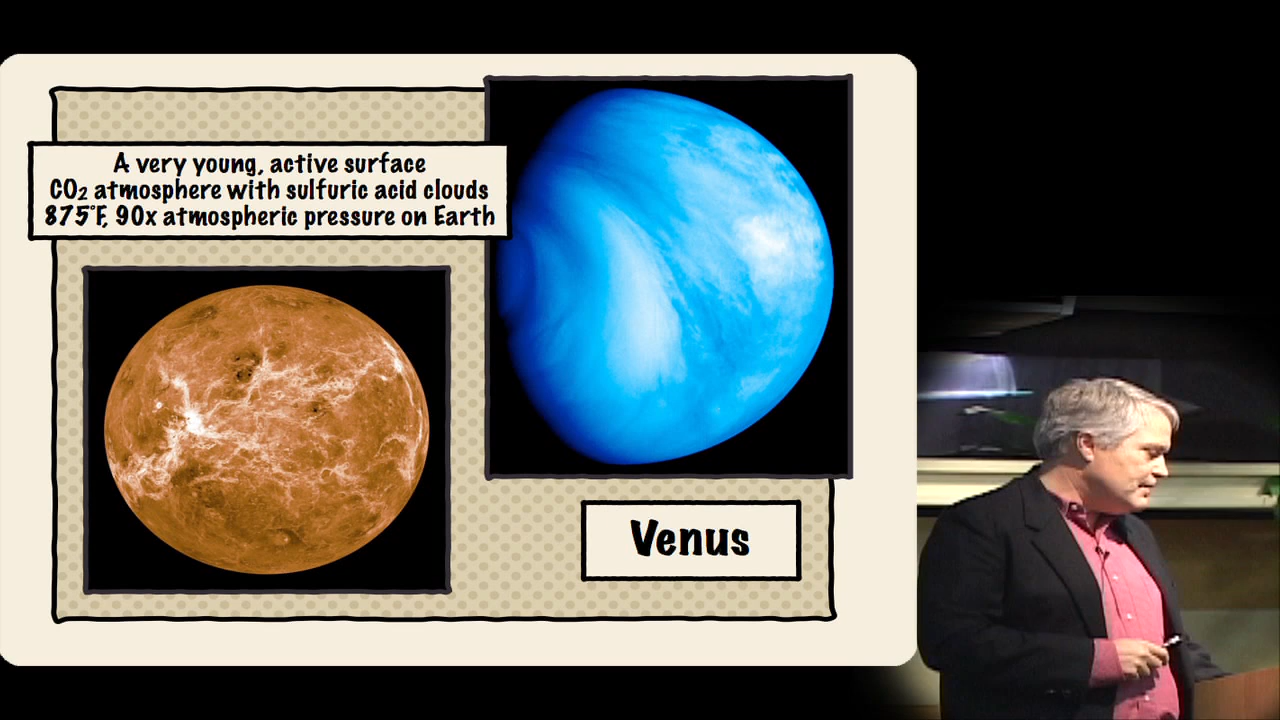 A very young, active surface
CO₂ atmosphere with sulfuric acid clouds
875°F, 90x atmospheric pressure on Earth
Venus